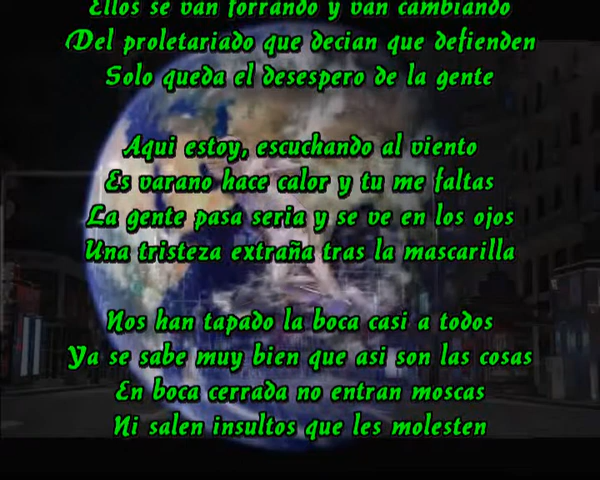 Ellos se van forrando y van cambiando
Del proletariado que decian que defienden
Solo queda el desespero de la gente
Aqui estoy, escuchando al viento
Es varano hace calor y tu me faltas
La gente pasa seria y se ve en los ojos
Una tristeza extraña tras la mascarilla
Nos han tapado la boca casi a todos
Ya se sabe muy bien que asi son las cosas
En boca cerrada no entran moscas
Ni salen insultos que les molesten